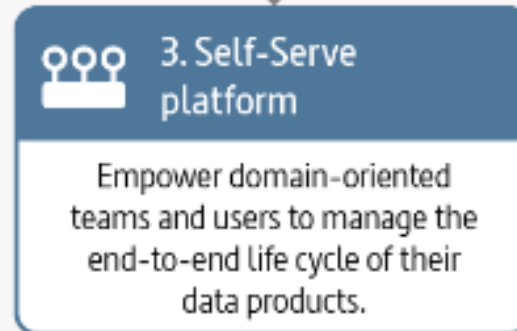 3. Self-Serve
platform
Empower domain-oriented
teams and users to manage the
end-to-end life cycle of their
data products.